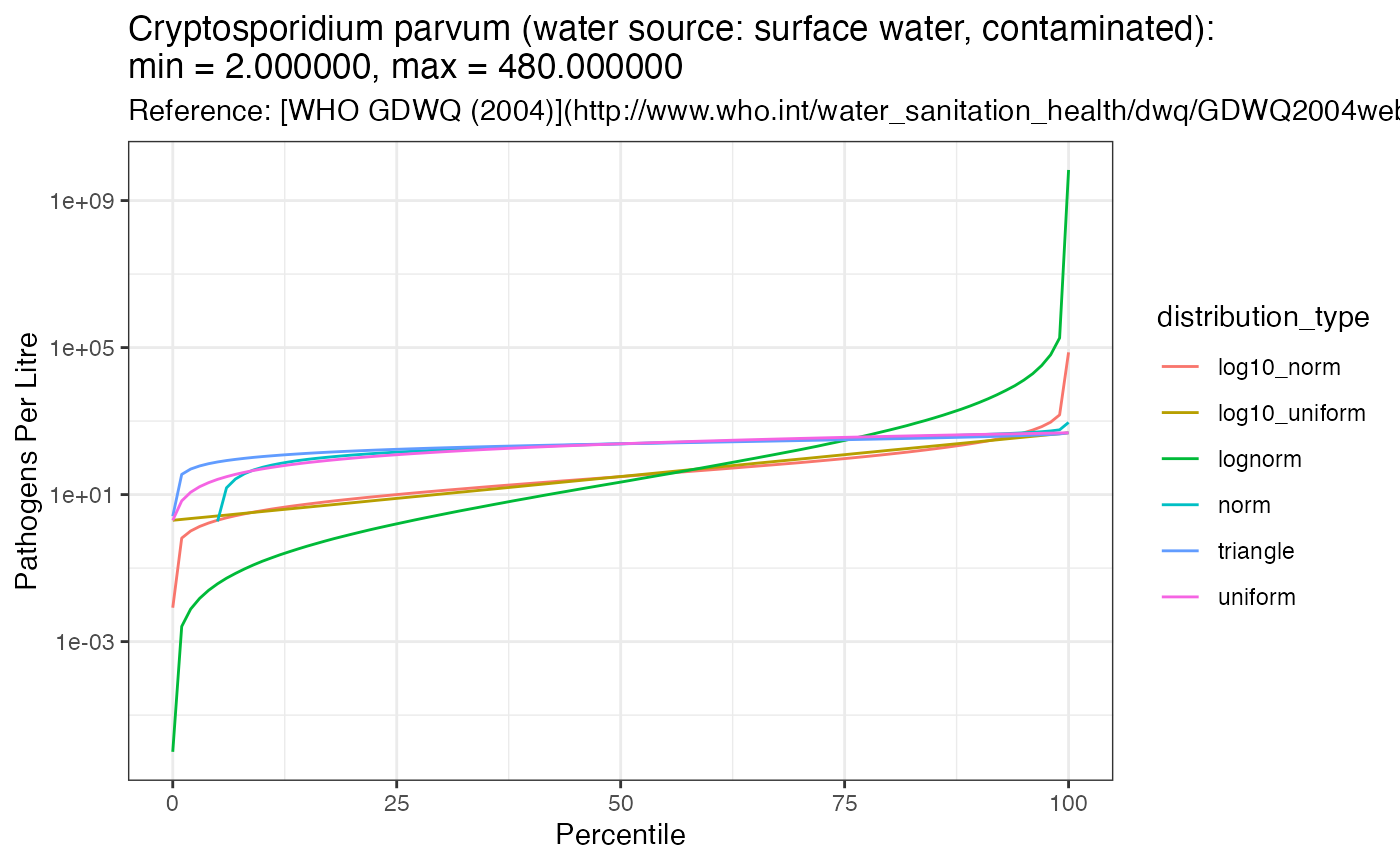 Cryptosporidium parvum (water source: surface water, contaminated):
min = 2.000000, max = 480.000000
Reference: [WHO GDWQ (2004)](http://www.who.int/water_sanitation_health/dwq/GDWQ2004web
Pathogens Per Litre
1e+09
1e+05
1e+01
1e-03
0 25 50 75 100
Percentile
distribution_type
log10_norm
log10_uniform
lognorm
norm
triangle
uniform